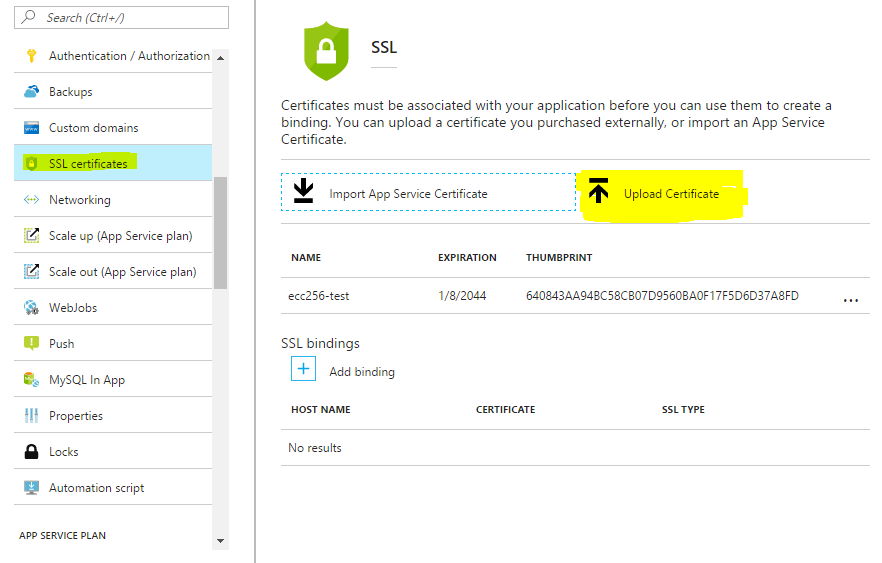 Search (Ctrl+/)
Authentication / Authorization
Backups
Custom domains
SSL certificates
Networking
Scale up (App Service plan)
Scale out (App Service plan)
WebJobs
Push
MySQL In App
Properties
Locks
Automation script
APP SERVICE PLAN
SSL
Certificates must be associated with your application before you can use them to create a
binding. You can upload a certificate you purchased externally, or import an App Service
Certificate.
Import App Service Certificate
Upload Certificate
NAME EXPIRATION THUMBPRINT
ecc256-test 1/8/2044 640843AA94BC58CB07D9560BA0F17F5D6D37A8FD ...
SSL bindings
Add binding
HOST NAME CERTIFICATE SSL TYPE
No results